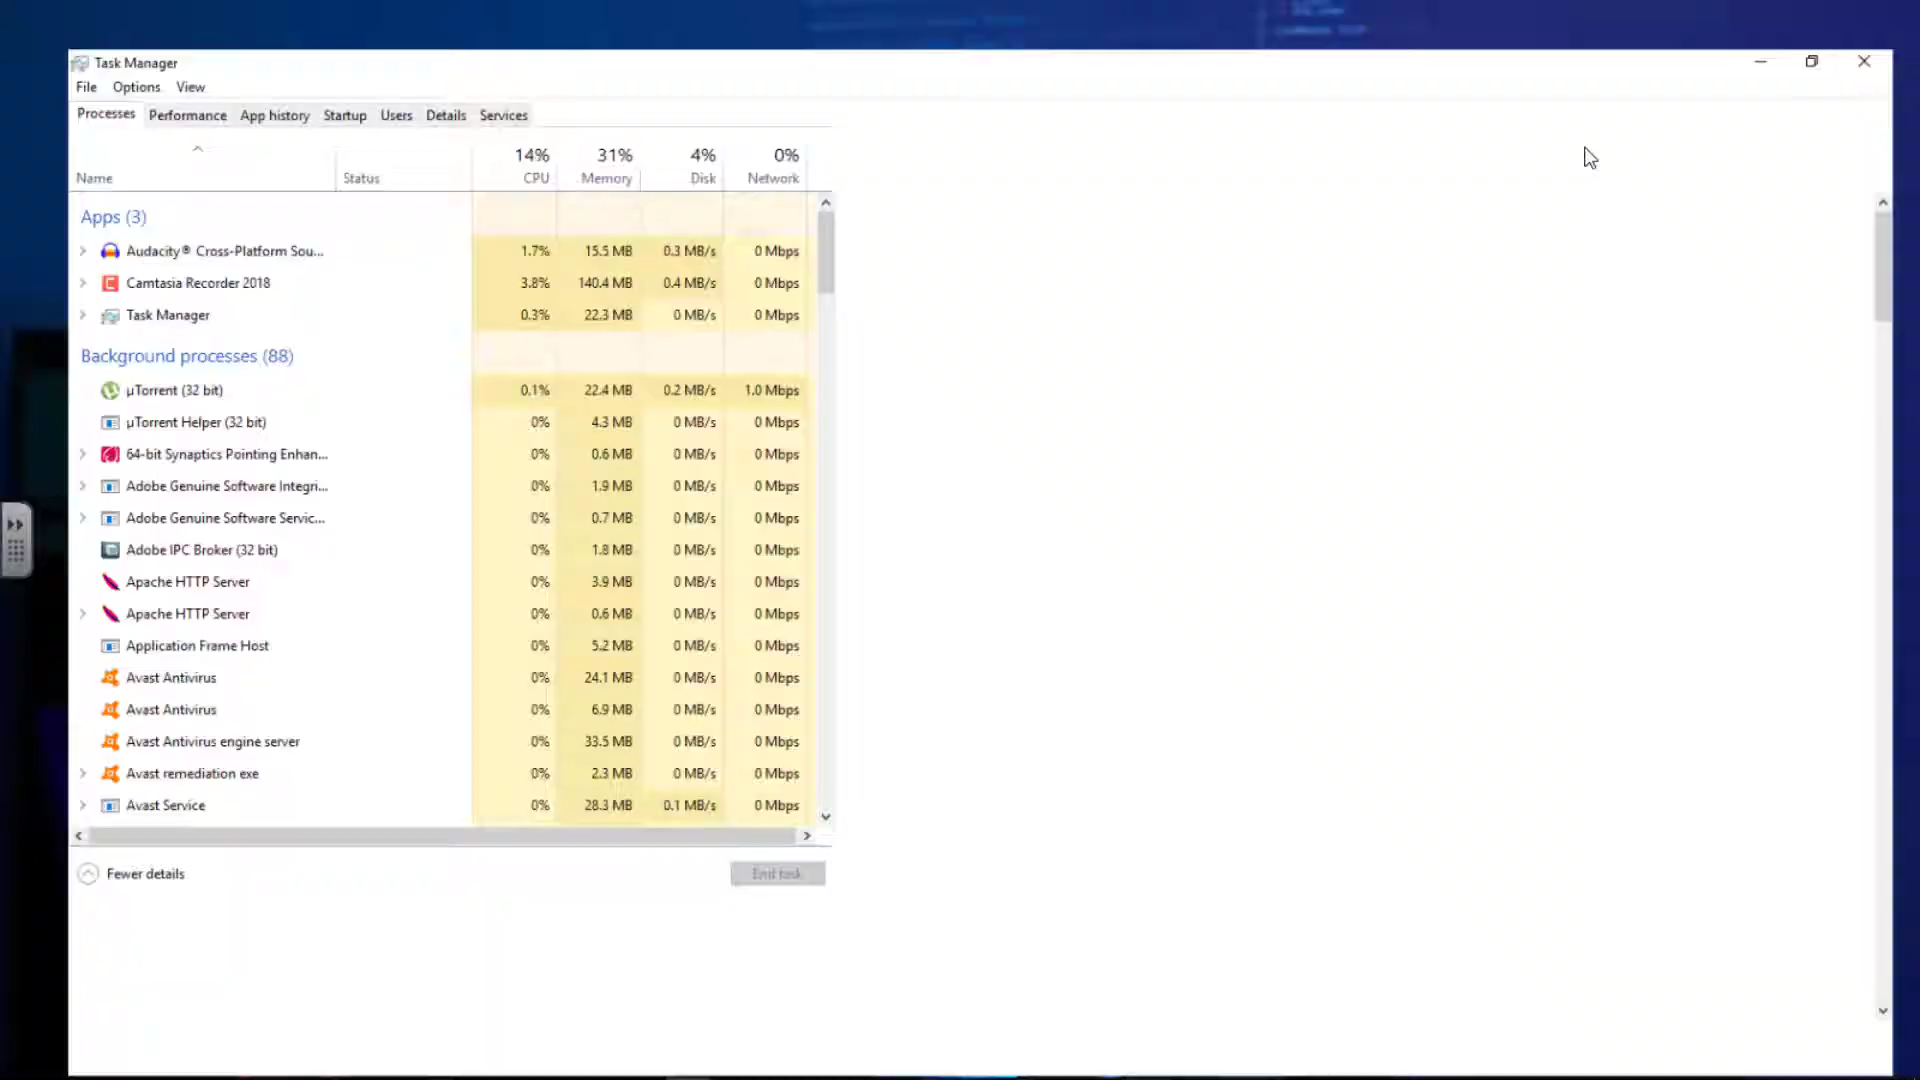 Task Manager
File Options View
Processes Performance App history Startup Users Details Services
14% 31% 4% 0%
Name Status CPU Memory Disk Network
Apps (3)
Audacity® Cross-Platform Sou... 1.7% 15.5 MB 0.3 MB/s 0 Mbps
Camtasia Recorder 2018 3.8% 140.4 MB 0.4 MB/s 0 Mbps
Task Manager 0.3% 22.3 MB 0 MB/s 0 Mbps
Background processes (88)
µTorrent (32 bit) 0.1% 22.4 MB 0.2 MB/s 1.0 Mbps
µTorrent Helper (32 bit) 0% 4.3 MB 0 MB/s 0 Mbps
64-bit Synaptics Pointing Enhan... 0% 0.6 MB 0 MB/s 0 Mbps
Adobe Genuine Software Integri... 0% 1.9 MB 0 MB/s 0 Mbps
Adobe Genuine Software Servic... 0% 0.7 MB 0 MB/s 0 Mbps
Adobe IPC Broker (32 bit) 0% 1.8 MB 0 MB/s 0 Mbps
Apache HTTP Server 0% 3.9 MB 0 MB/s 0 Mbps
Apache HTTP Server 0% 0.6 MB 0 MB/s 0 Mbps
Application Frame Host 0% 5.2 MB 0 MB/s 0 Mbps
Avast Antivirus 0% 24.1 MB 0 MB/s 0 Mbps
Avast Antivirus 0% 6.9 MB 0 MB/s 0 Mbps
Avast Antivirus engine server 0% 33.5 MB 0 MB/s 0 Mbps
Avast remediation exe 0% 2.3 MB 0 MB/s 0 Mbps
Avast Service 0% 28.3 MB 0.1 MB/s 0 Mbps
Fewer details End task